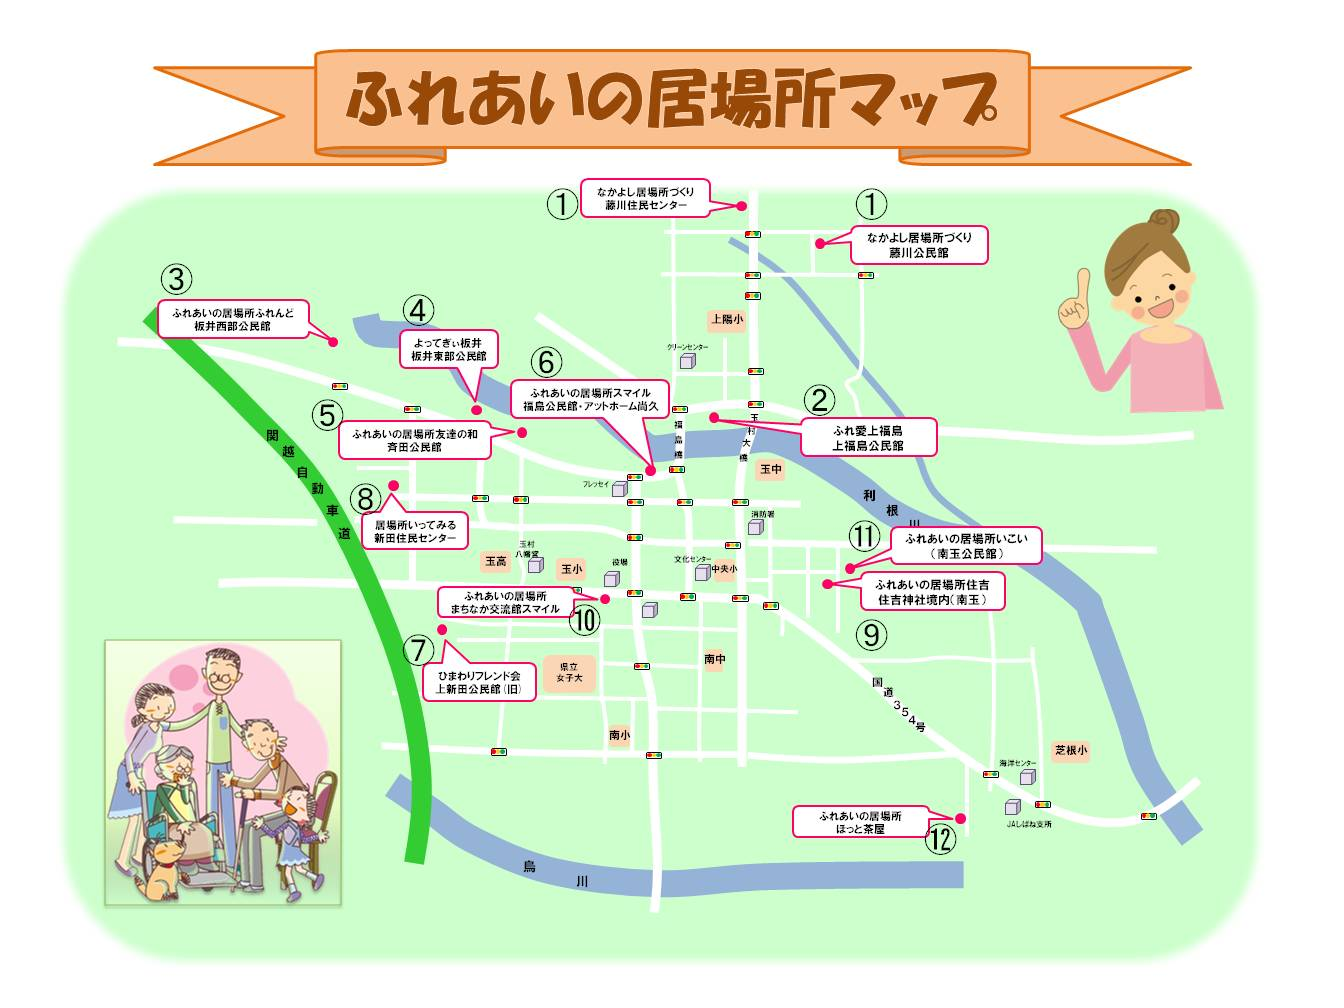 ふれあいの居場所マップ
①
なかよし居場所づくり
藤川住民センター
①
なかよし居場所づくり
藤川公民館
③
ふれあいの居場所ふれんど
板井西部公民館
④
よってぎぃ板井
板井東部公民館
上陽小
グリーンセンター
⑥
ふれあいの居場所スマイル
福島公民館・アットホーム尚久
②
ふれ愛上福島
上福島公民館
⑤
ふれあいの居場所友達の和
斉田公民館
福島橋
玉村大橋
関越自動車道
玉中
フレッセイ
利根川
⑧
居場所いってみる
新田住民センター
消防署
⑪
ふれあいの居場所いこい
（南玉公民館）
玉村
八幡宮
玉高
玉小
役場
文化センター
中央小
ふれあいの居場所住吉
住吉神社境内（南玉）
⑨
ふれあいの居場所
まちなか交流館スマイル
⑩
⑦
ひまわりフレンド会
上新田公民館（旧）
県立
女子大
南中
国道354号
南小
芝根小
海洋センター
JAしばね支所
ふれあいの居場所
ほっと茶屋
⑫
烏川